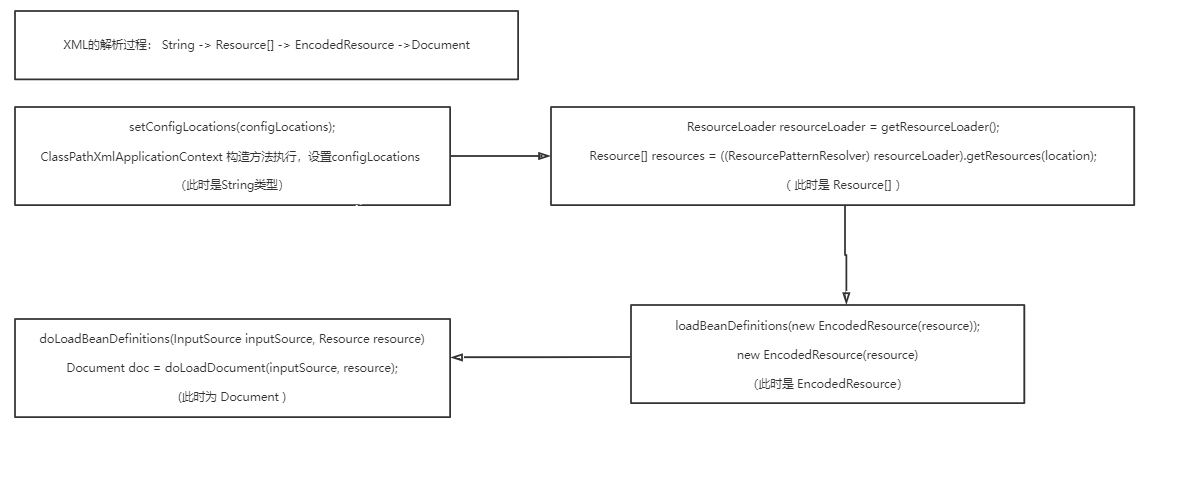 XML的解析过程： String -> Resource[] -> EncodedResource ->Document
setConfigLocations(configLocations);
ClassPathXmlApplicationContext 构造方法执行，设置configLocations
（此时是String类型）
ResourceLoader resourceLoader = getResourceLoader();
Resource[] resources = ((ResourcePatternResolver) resourceLoader).getResources(location);
（ 此时是 Resource[] ）
loadBeanDefinitions(new EncodedResource(resource));
new EncodedResource(resource)
（此时是 EncodedResource）
doLoadBeanDefinitions(InputSource inputSource, Resource resource)
Document doc = doLoadDocument(inputSource, resource);
（此时为 Document ）